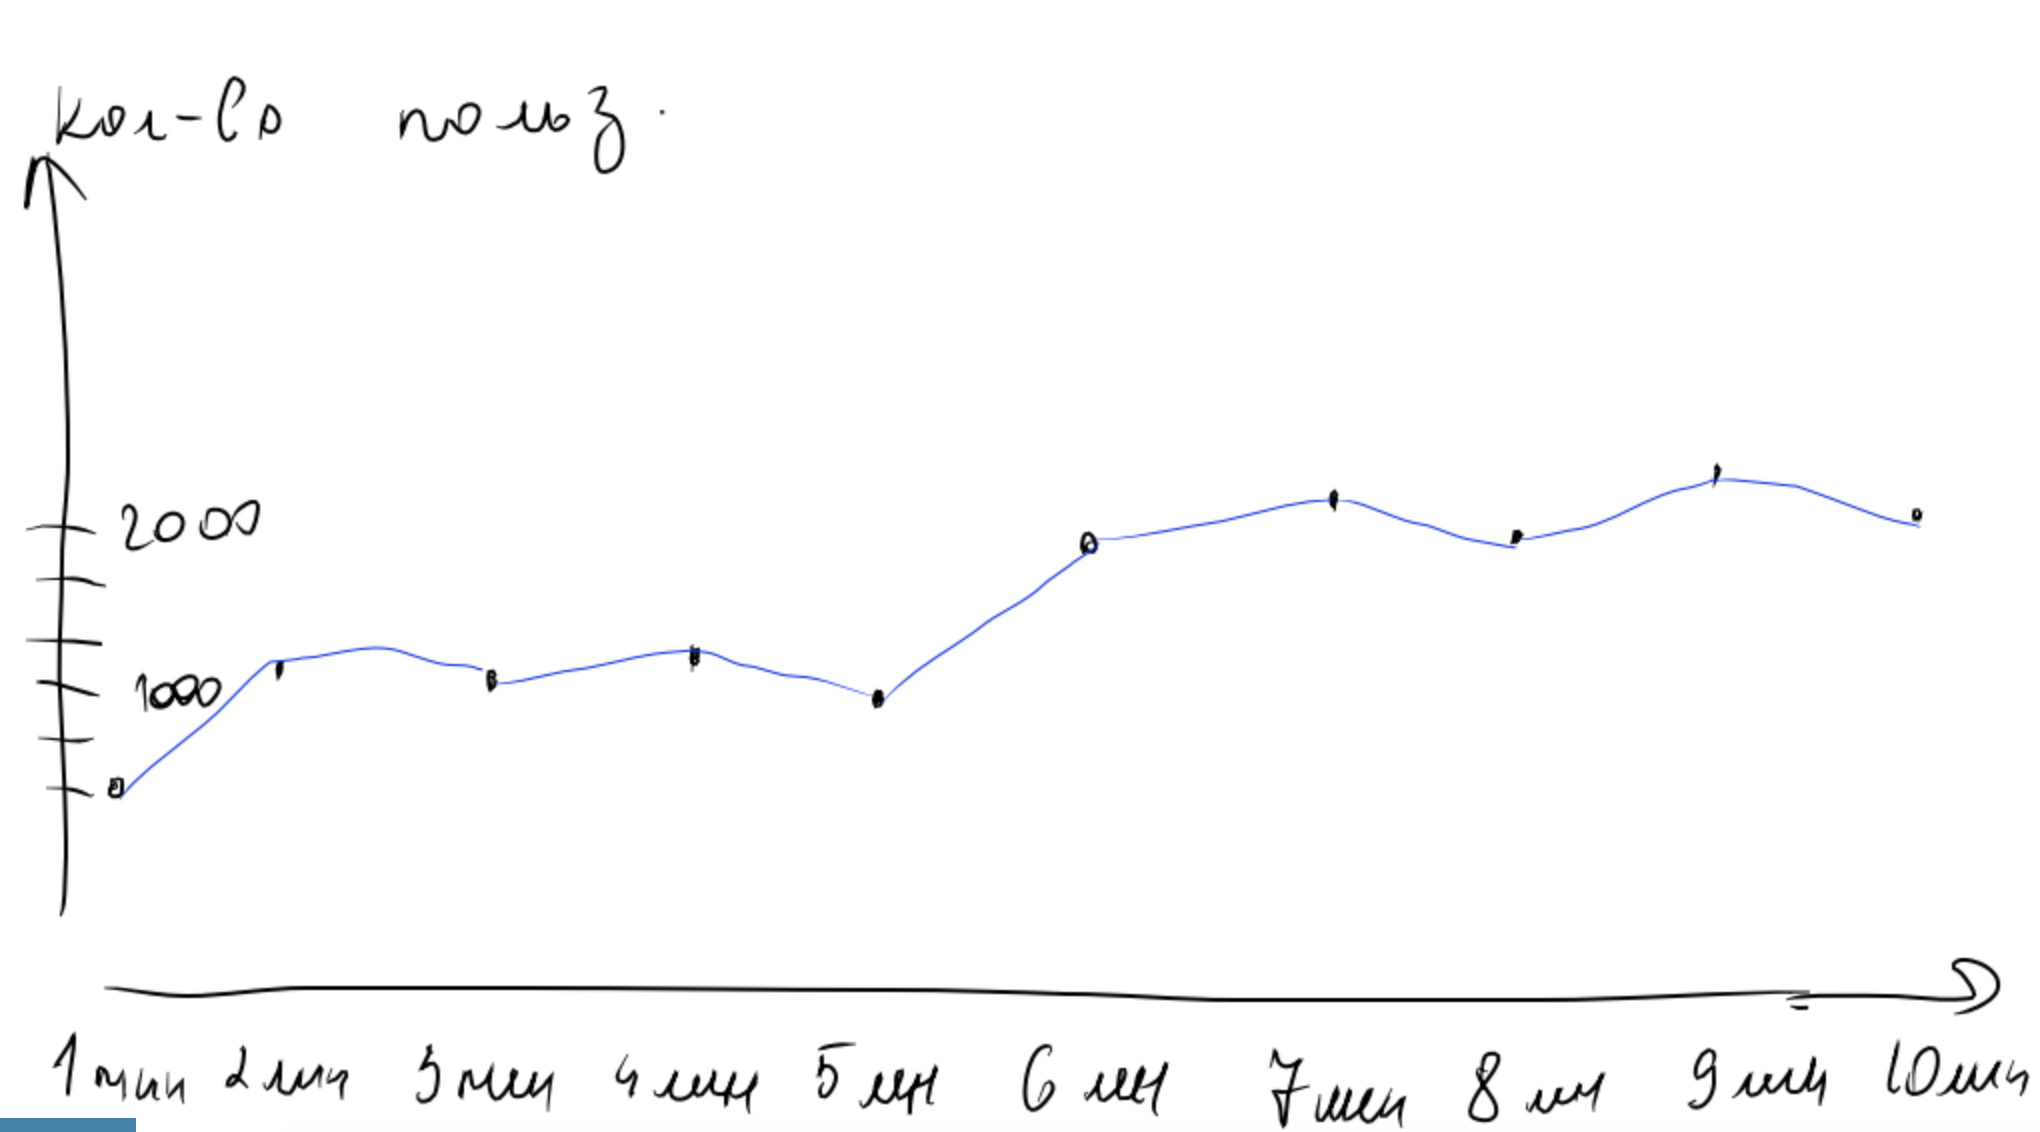 кол-во польз.
2000
1000
1 мин 2 мин 3 мин 4 мин 5 мин 6 мин 7 мин 8 мин 9 мин 10 мин